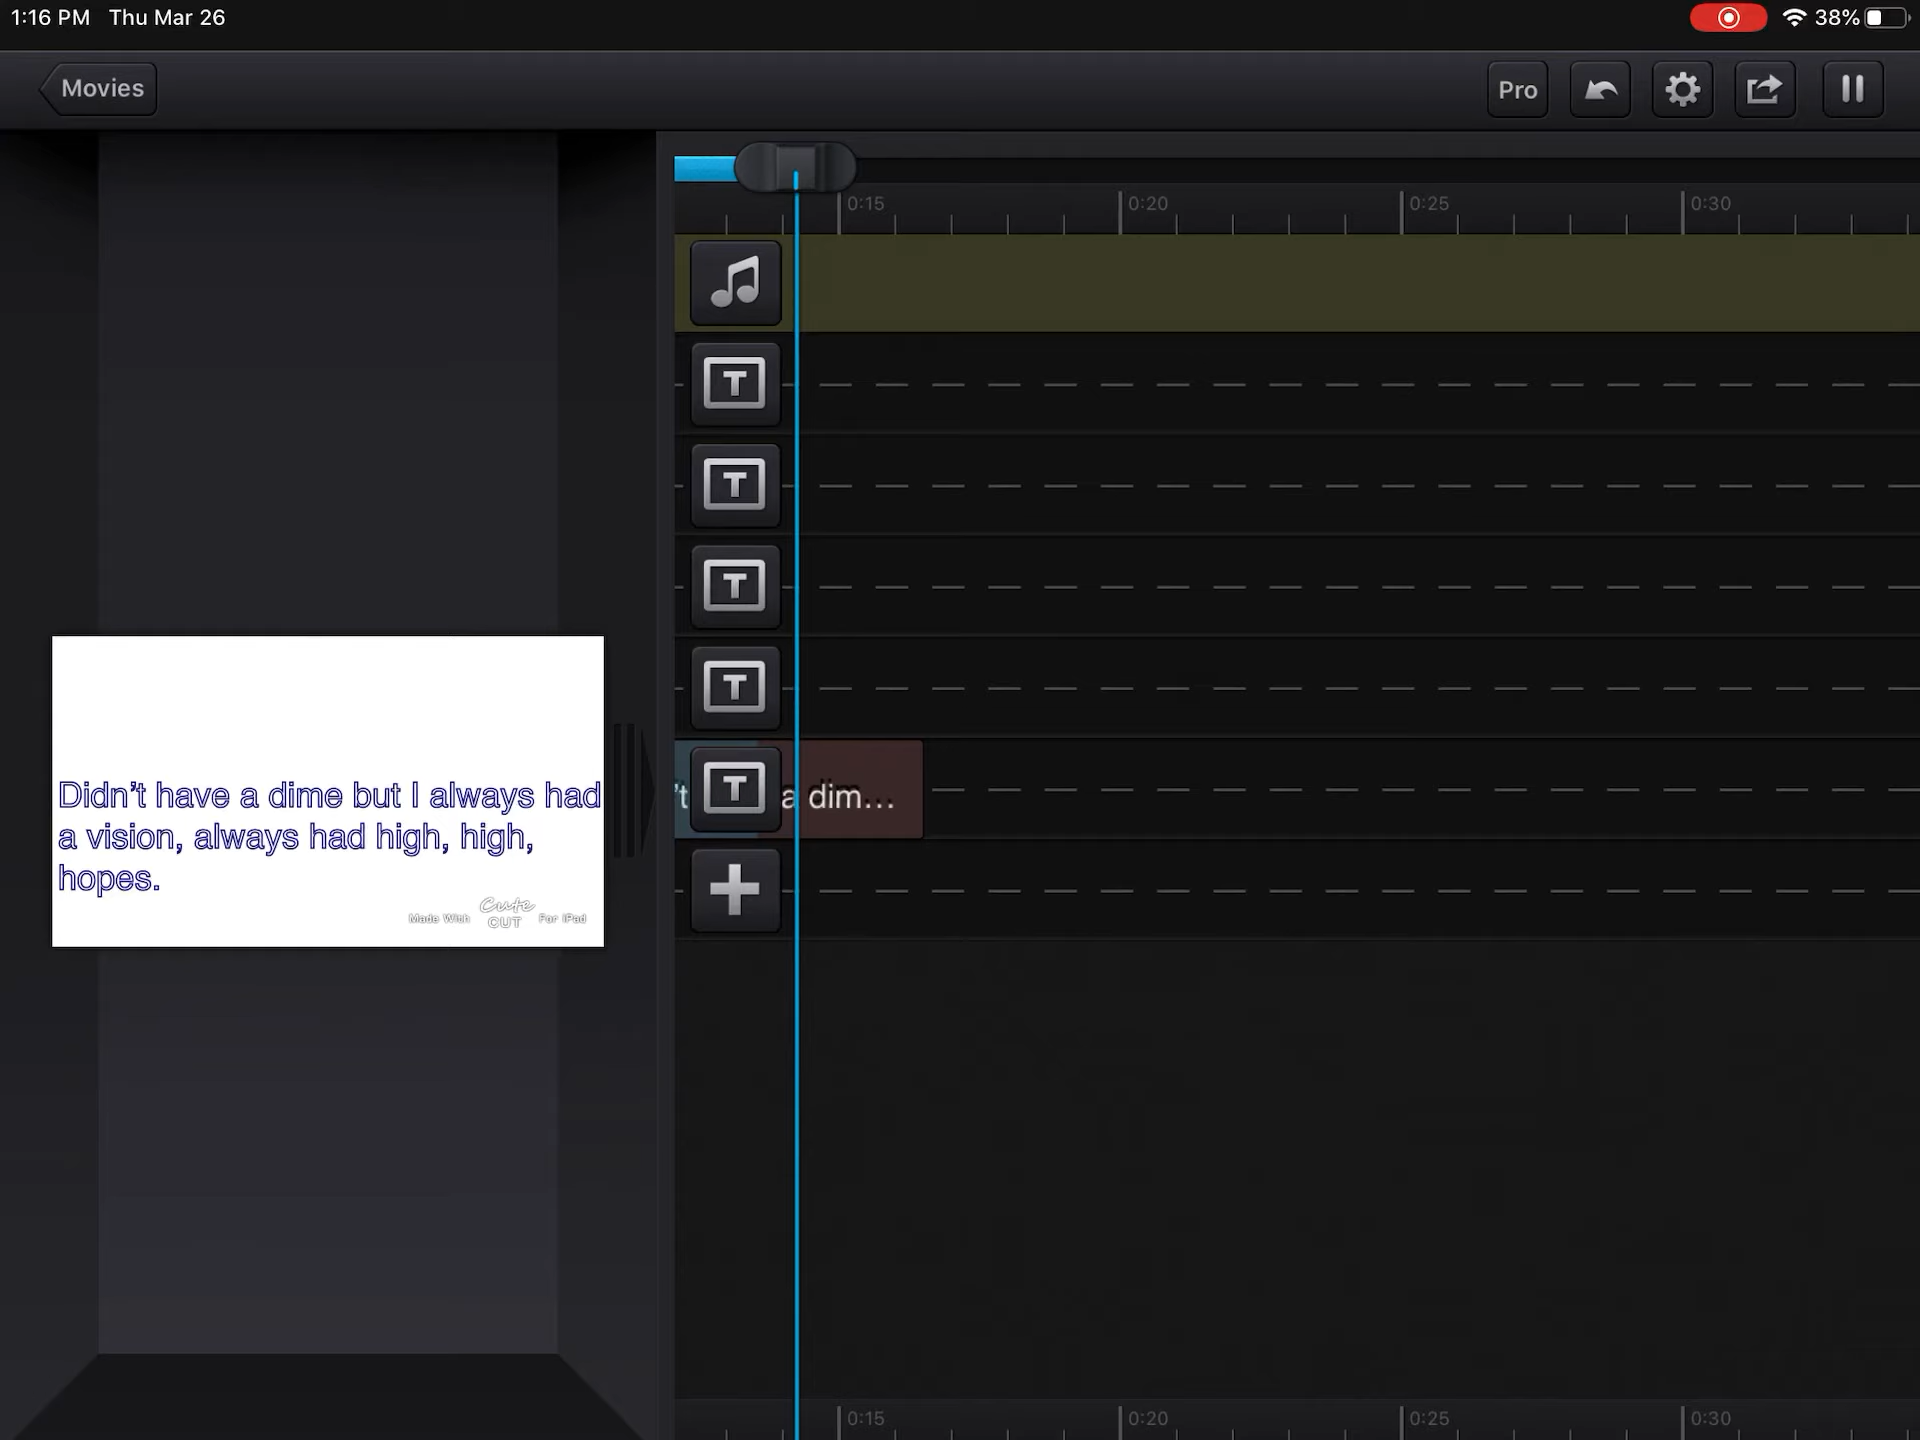 1:16 PM Thu Mar 26
38%
Movies
Pro
0:15
0:20
0:25
0:30
T
T
T
T
't T a dim...
Didn't have a dime but I always had
a vision, always had high, high,
hopes.
Made With Cute CUT For iPad
0:15
0:20
0:25
0:30